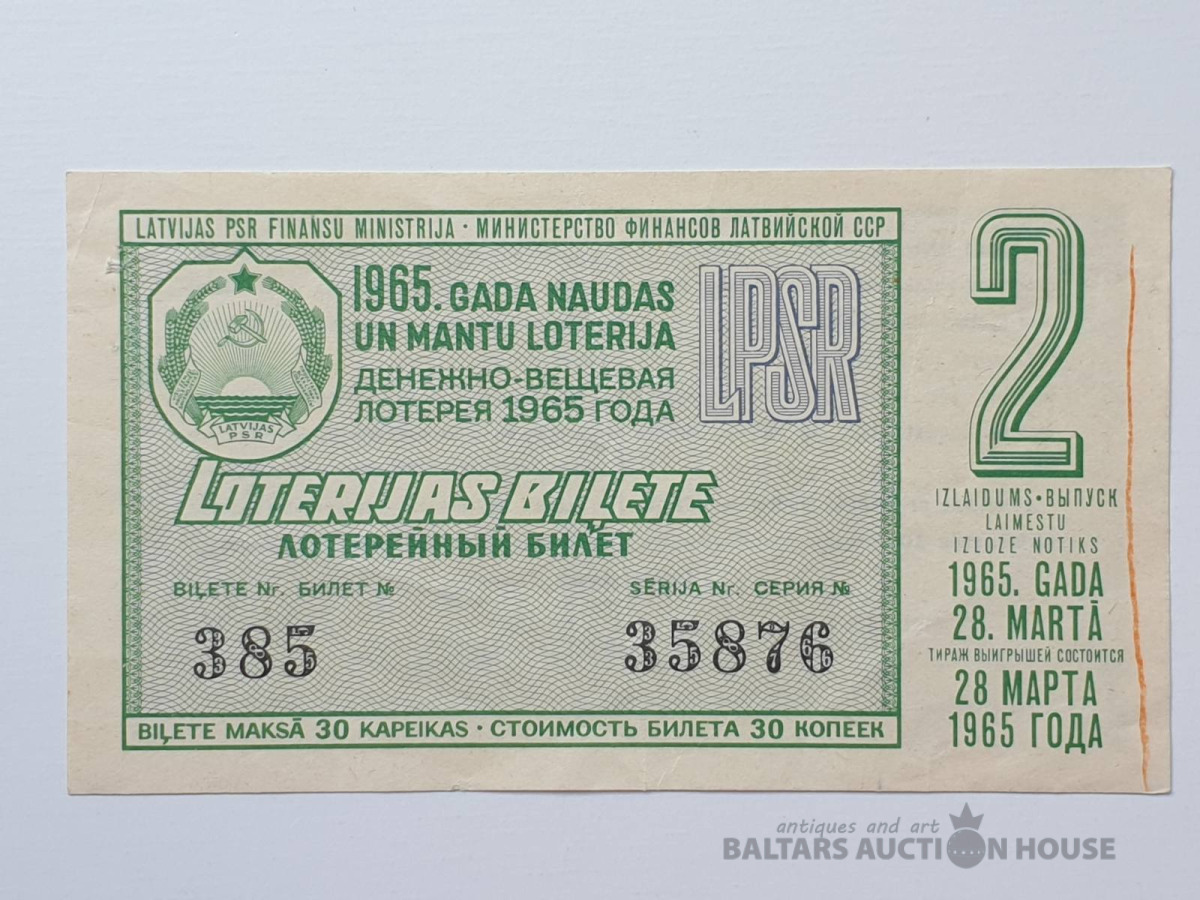 LATVIJAS PSR FINANSU MINISTRIJA · МИНИСТЕРСТВО ФИНАНСОВ ЛАТВИЙСКОЙ ССР
1965. GADA NAUDAS
UN MANTU LOTERIJA
ДЕНЕЖНО-ВЕЩЕВАЯ
ЛОТЕРЕЯ 1965 ГОДА
LPSR
LATVIJAS
PSR
LOTERIJAS BIĻETE
ЛОТЕРЕЙНЫЙ БИЛЕТ
BIĻETE Nr. БИЛЕТ №
SĒRIJA Nr. СЕРИЯ №
385
35876
BIĻETE MAKSĀ 30 KAPEIKAS · СТОИМОСТЬ БИЛЕТА 30 КОПЕЕК
2
IZLAIDUMS · ВЫПУСК
LAIMESTU
IZLOZE NOTIKS
1965. GADA
28. MARTĀ
ТИРАЖ ВЫИГРЫШЕЙ СОСТОИТСЯ
28 МАРТА
1965 ГОДА
antiques and art
BALTARS AUCTION HOUSE